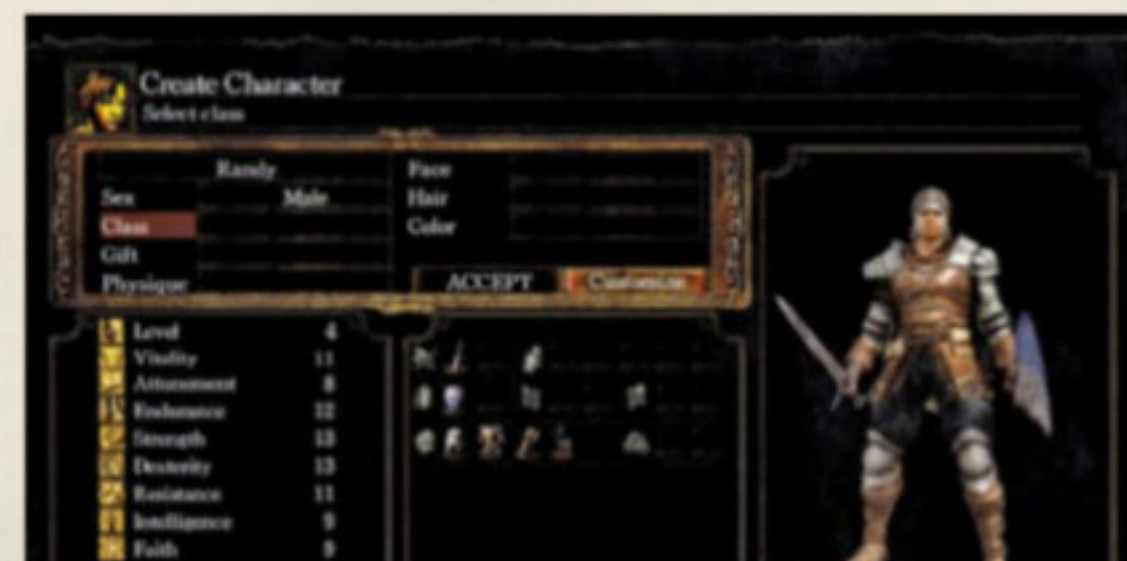 Create Character
Select class
Randy
Sex Male
Class
Gift
Physique
Face
Hair
Color
ACCEPT Customize
Level 4
Vitality 11
Attunement 8
Endurance 12
Strength 13
Dexterity 13
Resistance 11
Intelligence 9
Faith 9